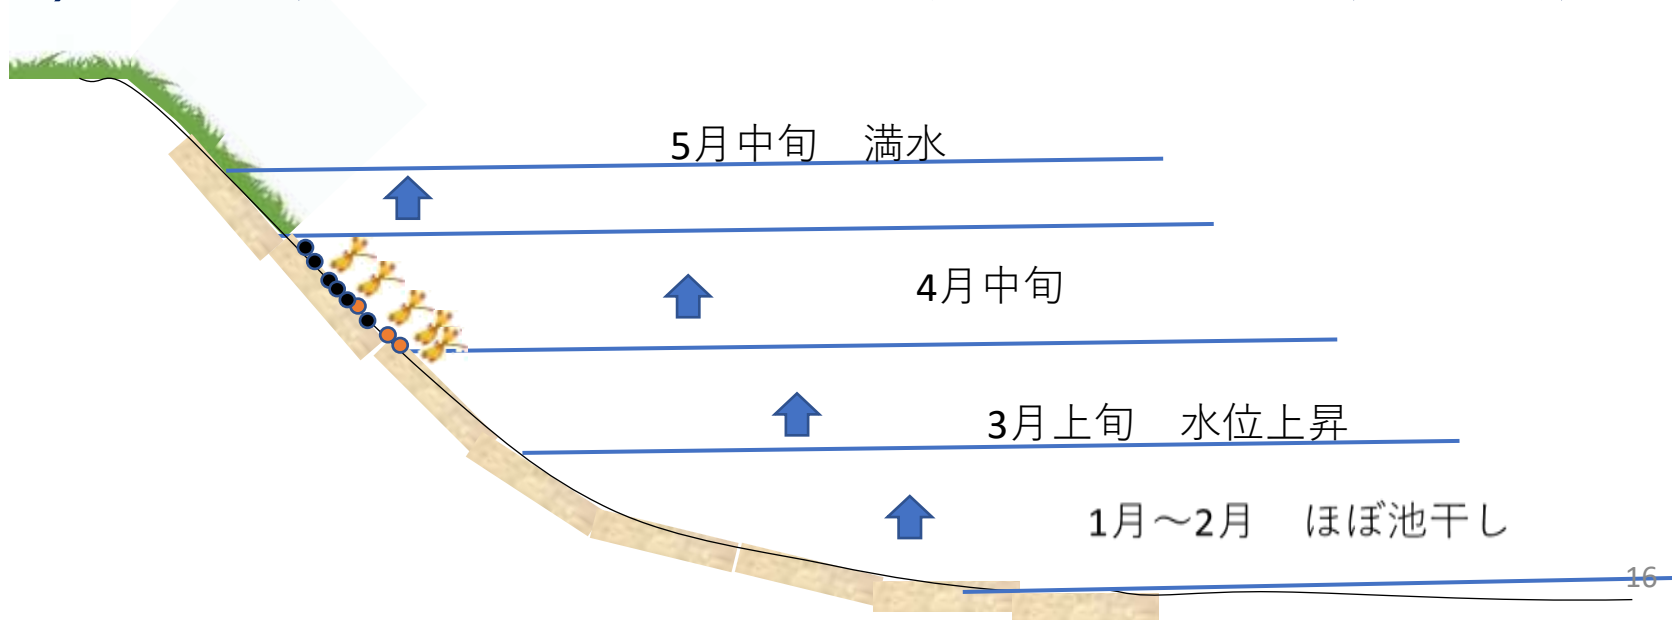 5月中旬　満水
4月中旬
3月上旬　水位上昇
1月～2月　ほぼ池干し
16